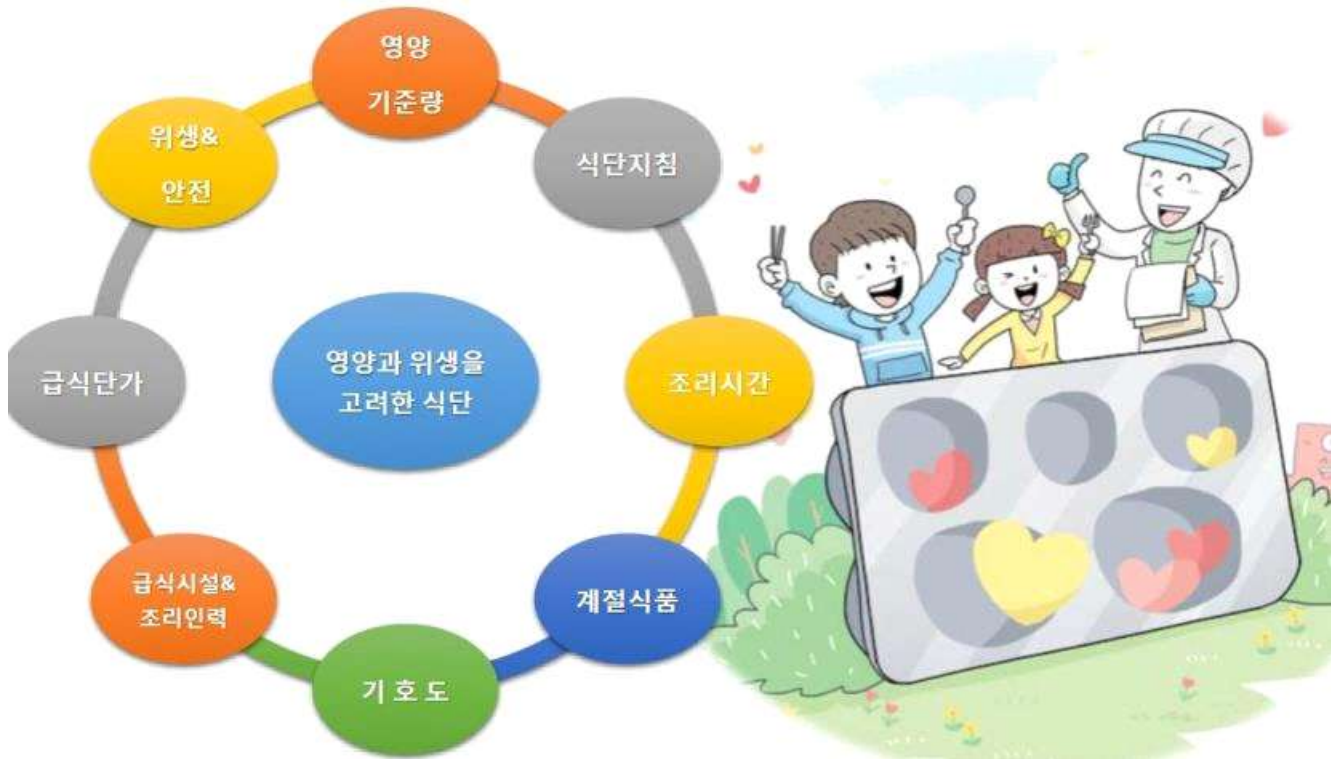 영양
기준량
식단지침
조리시간
계절식품
기 호 도
급식시설&
조리인력
급식단가
위생&
안전
영양과 위생을
고려한 식단